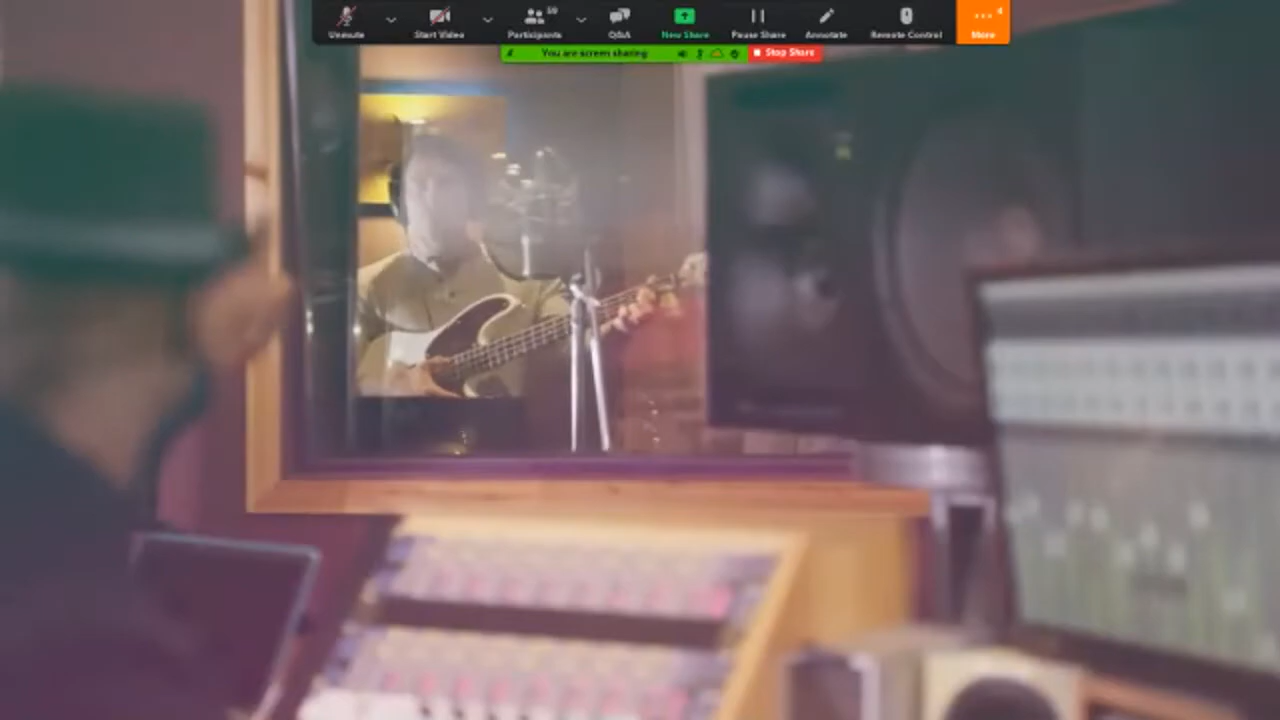 Unmute Start Video Participants Q&A New Share Pause Share Annotate Remote Control More
You are screen sharing Stop Share